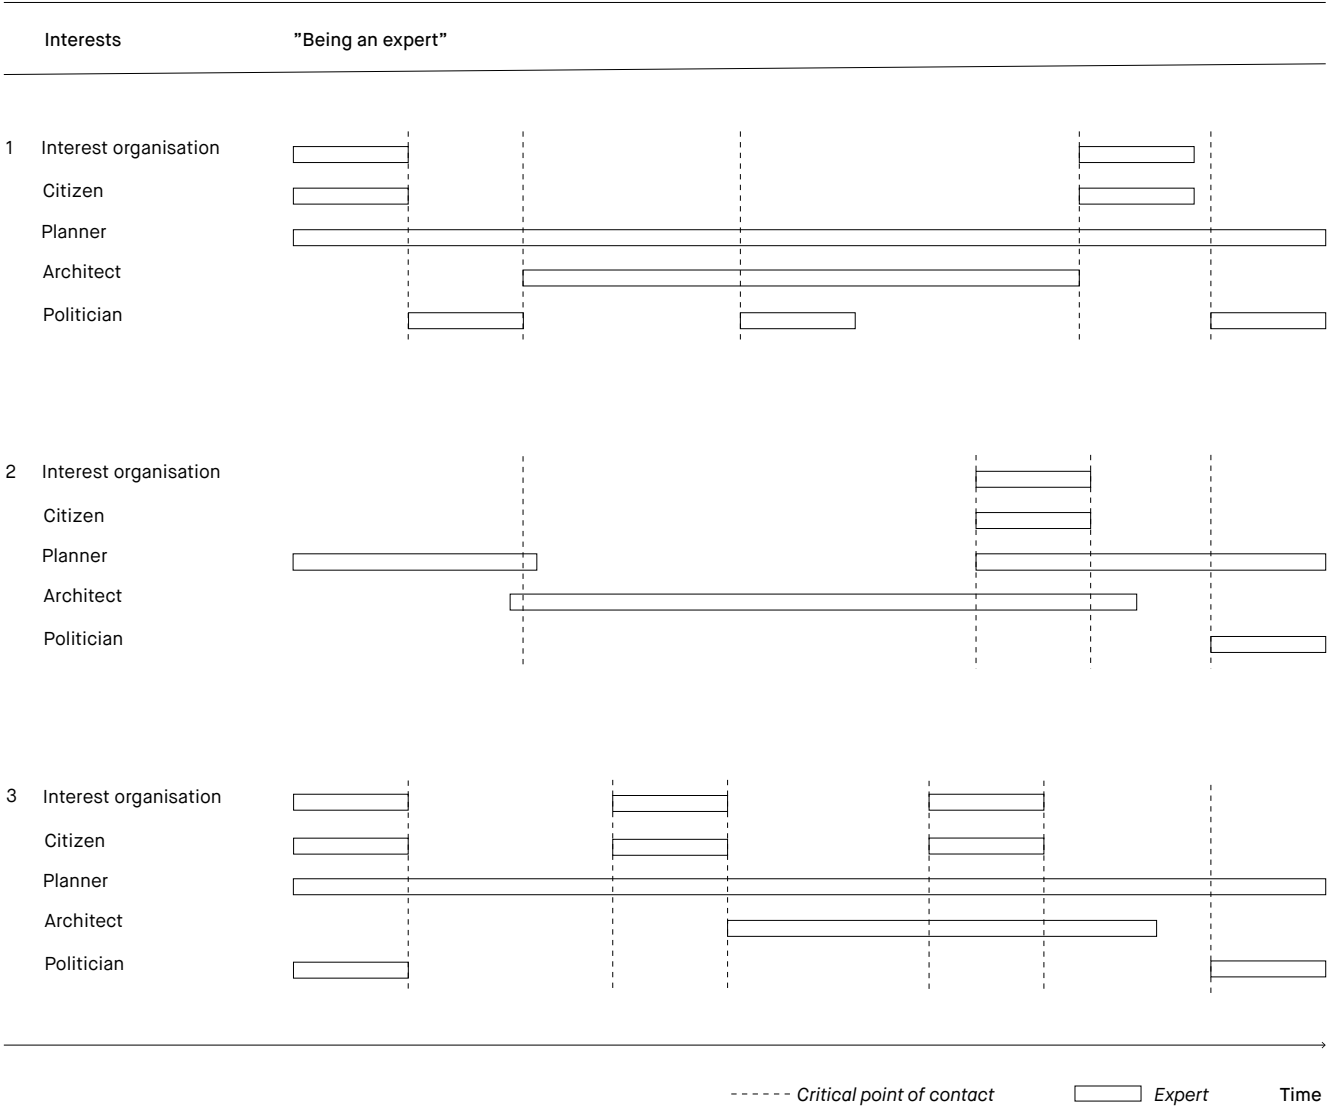 Interests ”Being an expert”
1 Interest organisation
Citizen
Planner
Architect
Politician
2 Interest organisation
Citizen
Planner
Architect
Politician
3 Interest organisation
Citizen
Planner
Architect
Politician
Critical point of contact Expert Time